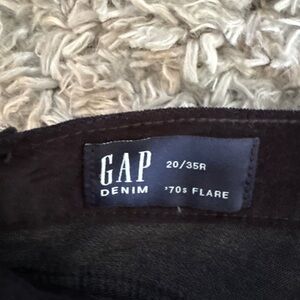 GAP
DENIM
20/35R
'70s FLARE